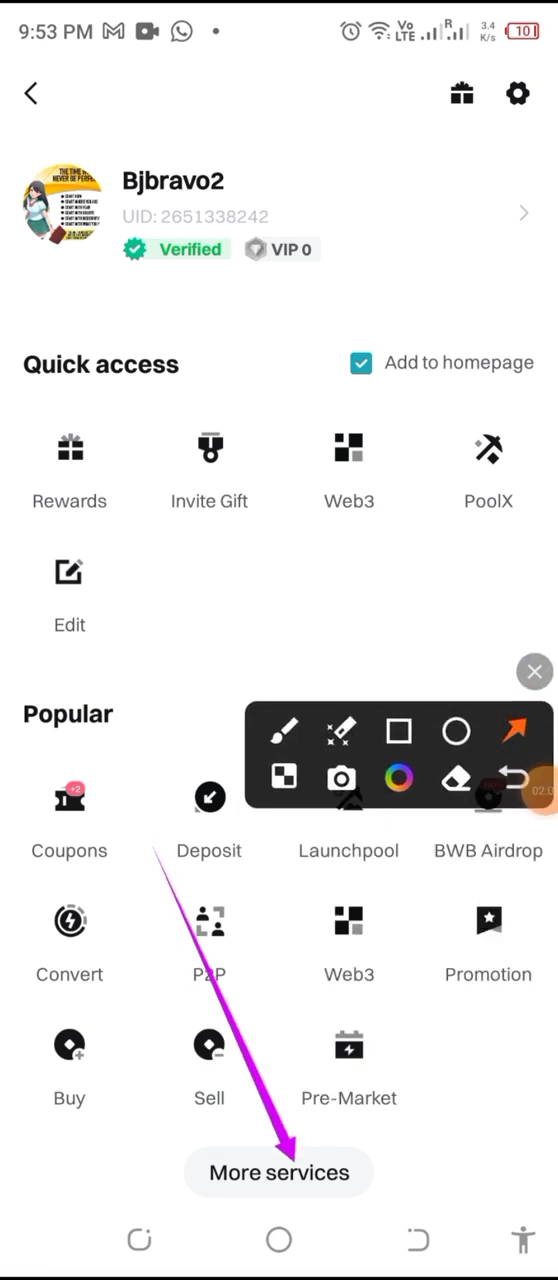 9:53 PM
Vo
LTE
R
3.4
K/s
10
Bjbravo2
UID: 2651338242
Verified
VIP 0
Quick access
Add to homepage
Rewards Invite Gift Web3 PoolX
Edit
Popular
02:0
+2
Coupons Deposit Launchpool BWB Airdrop
Convert P2P Web3 Promotion
Buy Sell Pre-Market
More services